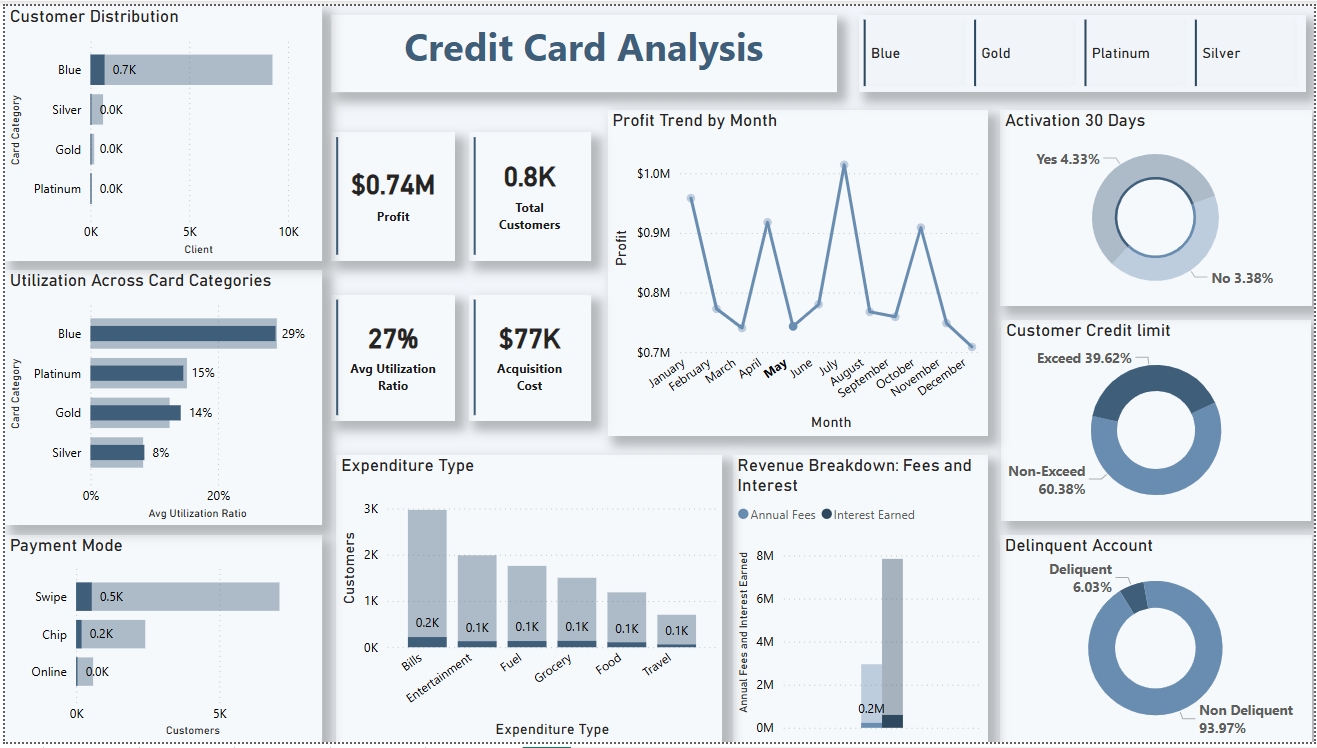 Customer Distribution
Card Category
Blue
0.7K
Silver
0.0K
Gold
0.0K
Platinum
0.0K
0K
5K
10K
Client
Credit Card Analysis
Blue
Gold
Platinum
Silver
$0.74M
Profit
0.8K
Total
Customers
27%
Avg Utilization
Ratio
$77K
Acquisition
Cost
Profit Trend by Month
Profit
$1.0M
$0.9M
$0.8M
$0.7M
January
February
March
April
May
June
July
August
September
October
November
December
Month
Activation 30 Days
Yes 4.33%
No 3.38%
Utilization Across Card Categories
Card Category
Blue
29%
Platinum
15%
Gold
14%
Silver
8%
0%
20%
Avg Utilization Ratio
Customer Credit limit
Exceed 39.62%
Non-Exceed
60.38%
Payment Mode
Swipe
0.5K
Chip
0.2K
Online
0.0K
0K
5K
Customers
Expenditure Type
Customers
3K
2K
1K
0K
0.2K
0.1K
0.1K
0.1K
0.1K
0.1K
Bills
Entertainment
Fuel
Grocery
Food
Travel
Expenditure Type
Revenue Breakdown: Fees and
Interest
Annual Fees
Interest Earned
Annual Fees and Interest Earned
8M
6M
4M
2M
0M
0.2M
Delinquent Account
Deliquent
6.03%
Non Deliquent
93.97%